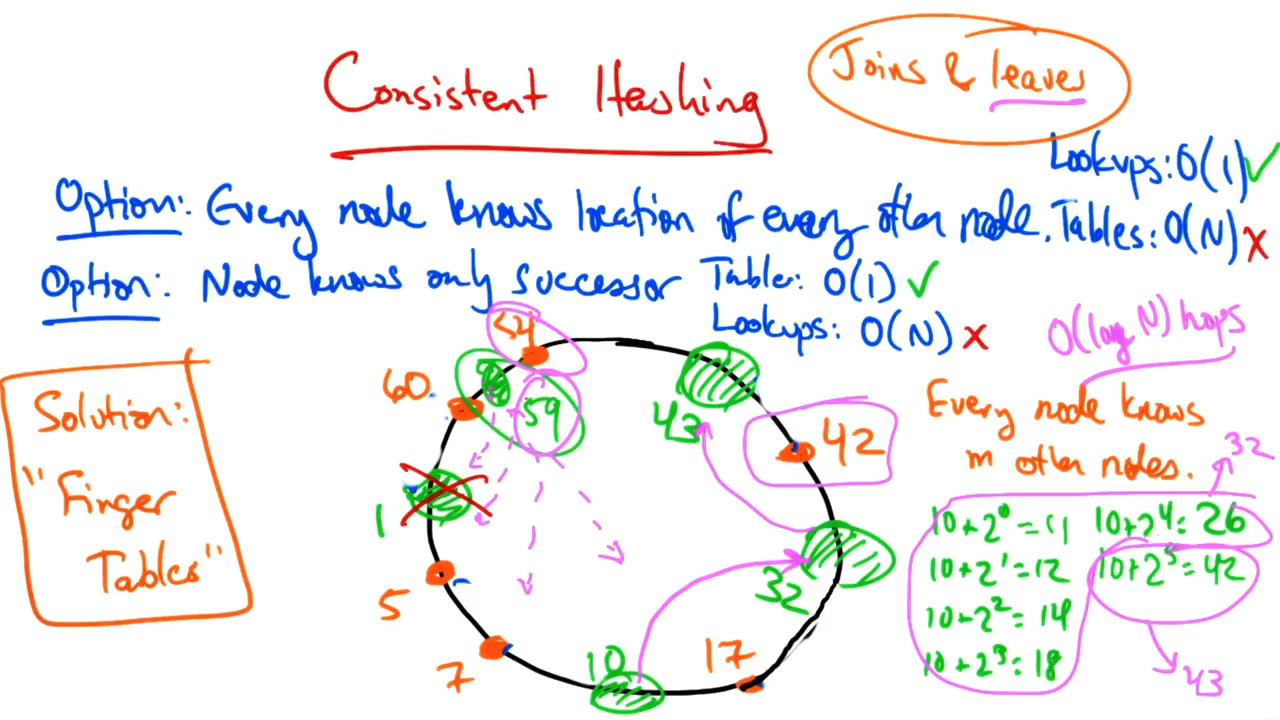 Consistent Hashing
Joins & leaves
Lookups: O(1) ✓
Option: Every node knows location of every other node. Tables: O(N) x
Option: Node knows only successor Table: O(1) ✓
Lookups: O(N) x
O(log N) hops
Solution:
"Finger
Tables"
Every node knows
m other nodes.
32
10+2⁰=11 10+2⁴=26
10+2¹=12 10+2⁵=42
10+2²=14
10+2³=18
43
54
60
59
43
42
1
32
5
10
17
7